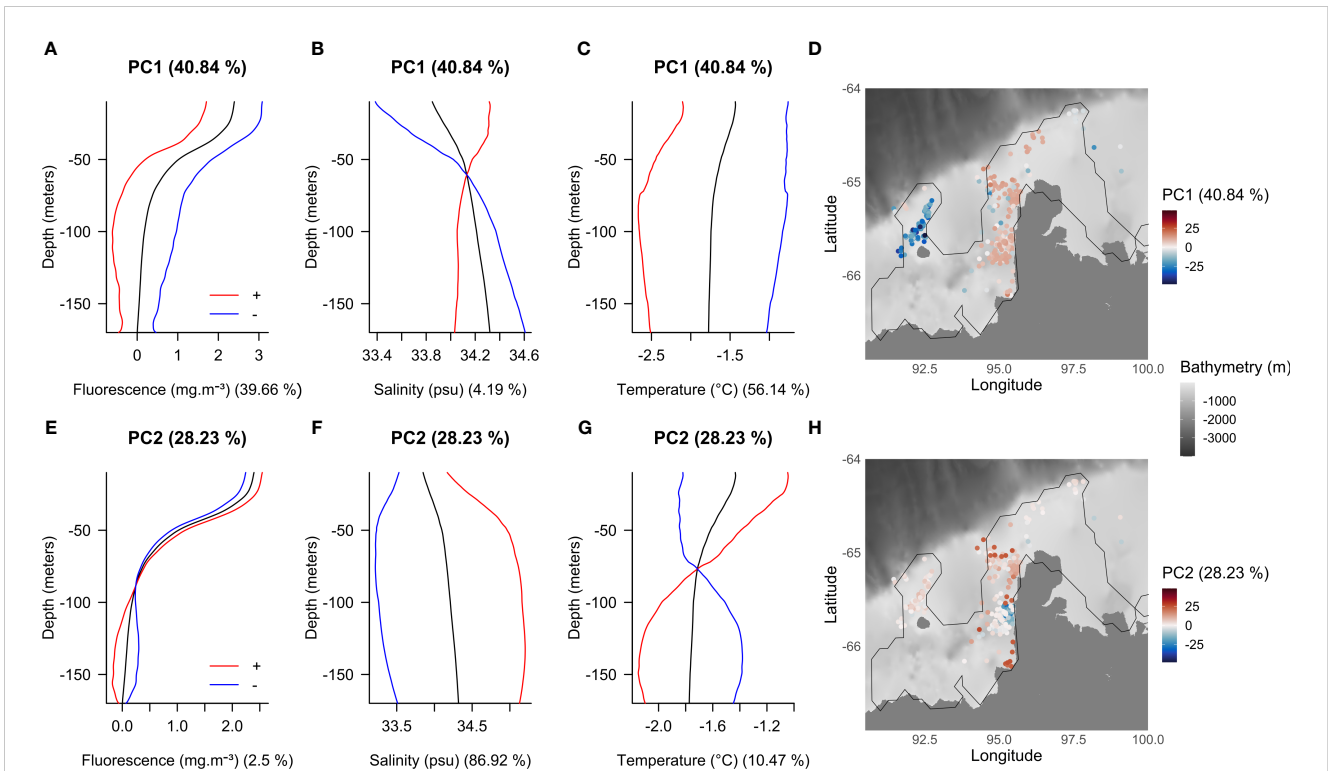 A
PC1 (40.84 %)
Depth (meters)
-50
-100
-150
+
-
0 1 2 3
Fluorescence (mg.m⁻³) (39.66 %)
B
PC1 (40.84 %)
Depth (meters)
-50
-100
-150
33.4 33.8 34.2 34.6
Salinity (psu) (4.19 %)
C
PC1 (40.84 %)
Depth (meters)
-50
-100
-150
-2.5 -1.5
Temperature (°C) (56.14 %)
D
-64
-65
-66
Latitude
92.5 95.0 97.5 100.0
Longitude
PC1 (40.84 %)
25
0
-25
Bathymetry (m)
-1000
-2000
-3000
E
PC2 (28.23 %)
Depth (meters)
-50
-100
-150
+
-
0.0 1.0 2.0
Fluorescence (mg.m⁻³) (2.5 %)
F
PC2 (28.23 %)
Depth (meters)
-50
-100
-150
33.5 34.5
Salinity (psu) (86.92 %)
G
PC2 (28.23 %)
Depth (meters)
-50
-100
-150
-2.0 -1.6 -1.2
Temperature (°C) (10.47 %)
H
-64
-65
-66
Latitude
92.5 95.0 97.5 100.0
Longitude
PC2 (28.23 %)
25
0
-25